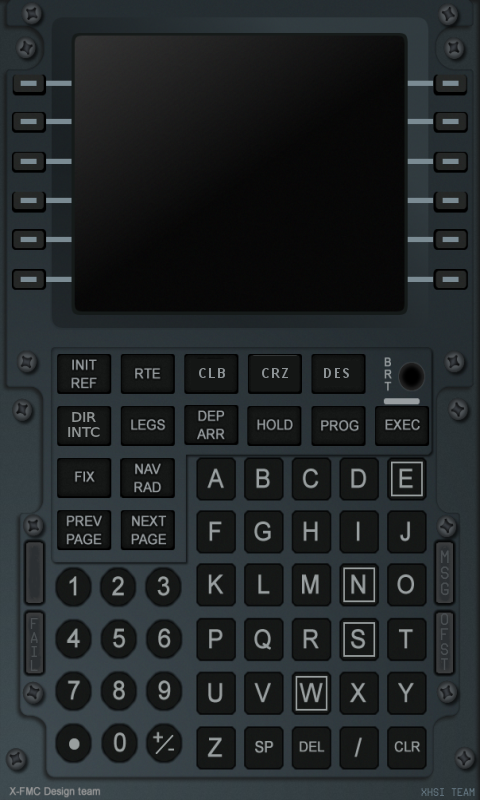 INIT REF
RTE
CLB
CRZ
DES
BRT
DIR INTC
LEGS
DEP ARR
HOLD
PROG
EXEC
FIX
NAV RAD
A B C D E
PREV PAGE
NEXT PAGE
F G H I J
1 2 3
K L M N O
MSG
4 5 6
P Q R S T
FAIL
OFST
7 8 9
U V W X Y
. 0 +/-
Z SP DEL / CLR
X-FMC Design team
XHSI TEAM